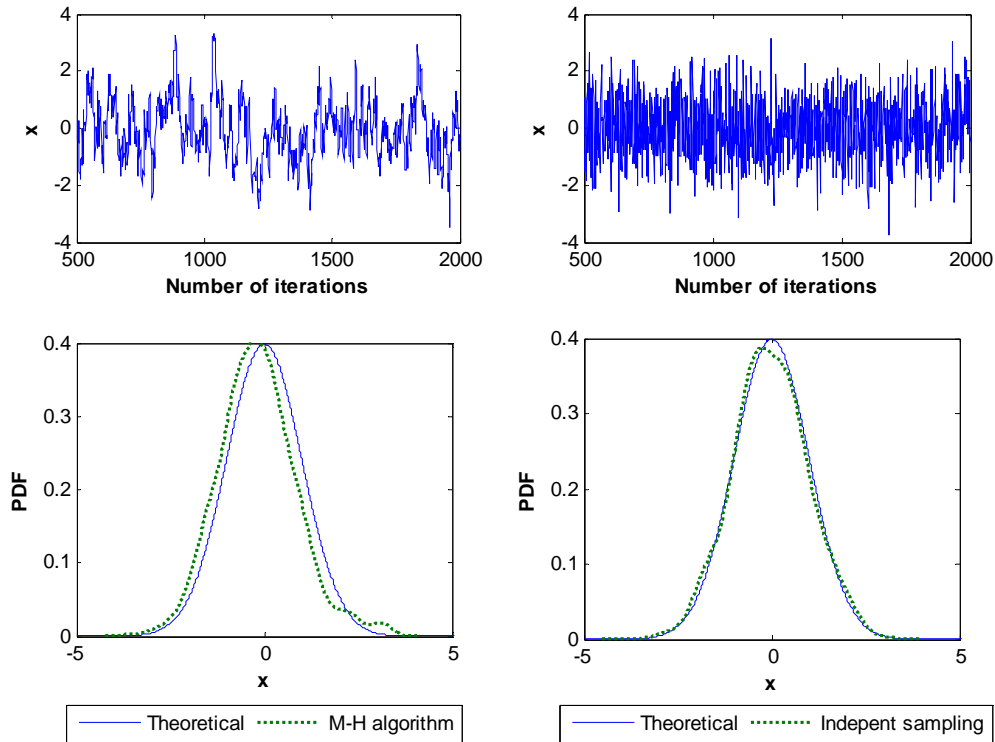 4
2
0
-2
-4
x
500
1000
1500
2000
Number of iterations
4
2
0
-2
-4
x
500
1000
1500
2000
Number of iterations
0.4
0.3
0.2
0.1
0
PDF
-5
0
5
x
0.4
0.3
0.2
0.1
0
PDF
-5
0
5
x
Theoretical
M-H algorithm
Theoretical
Indepent sampling